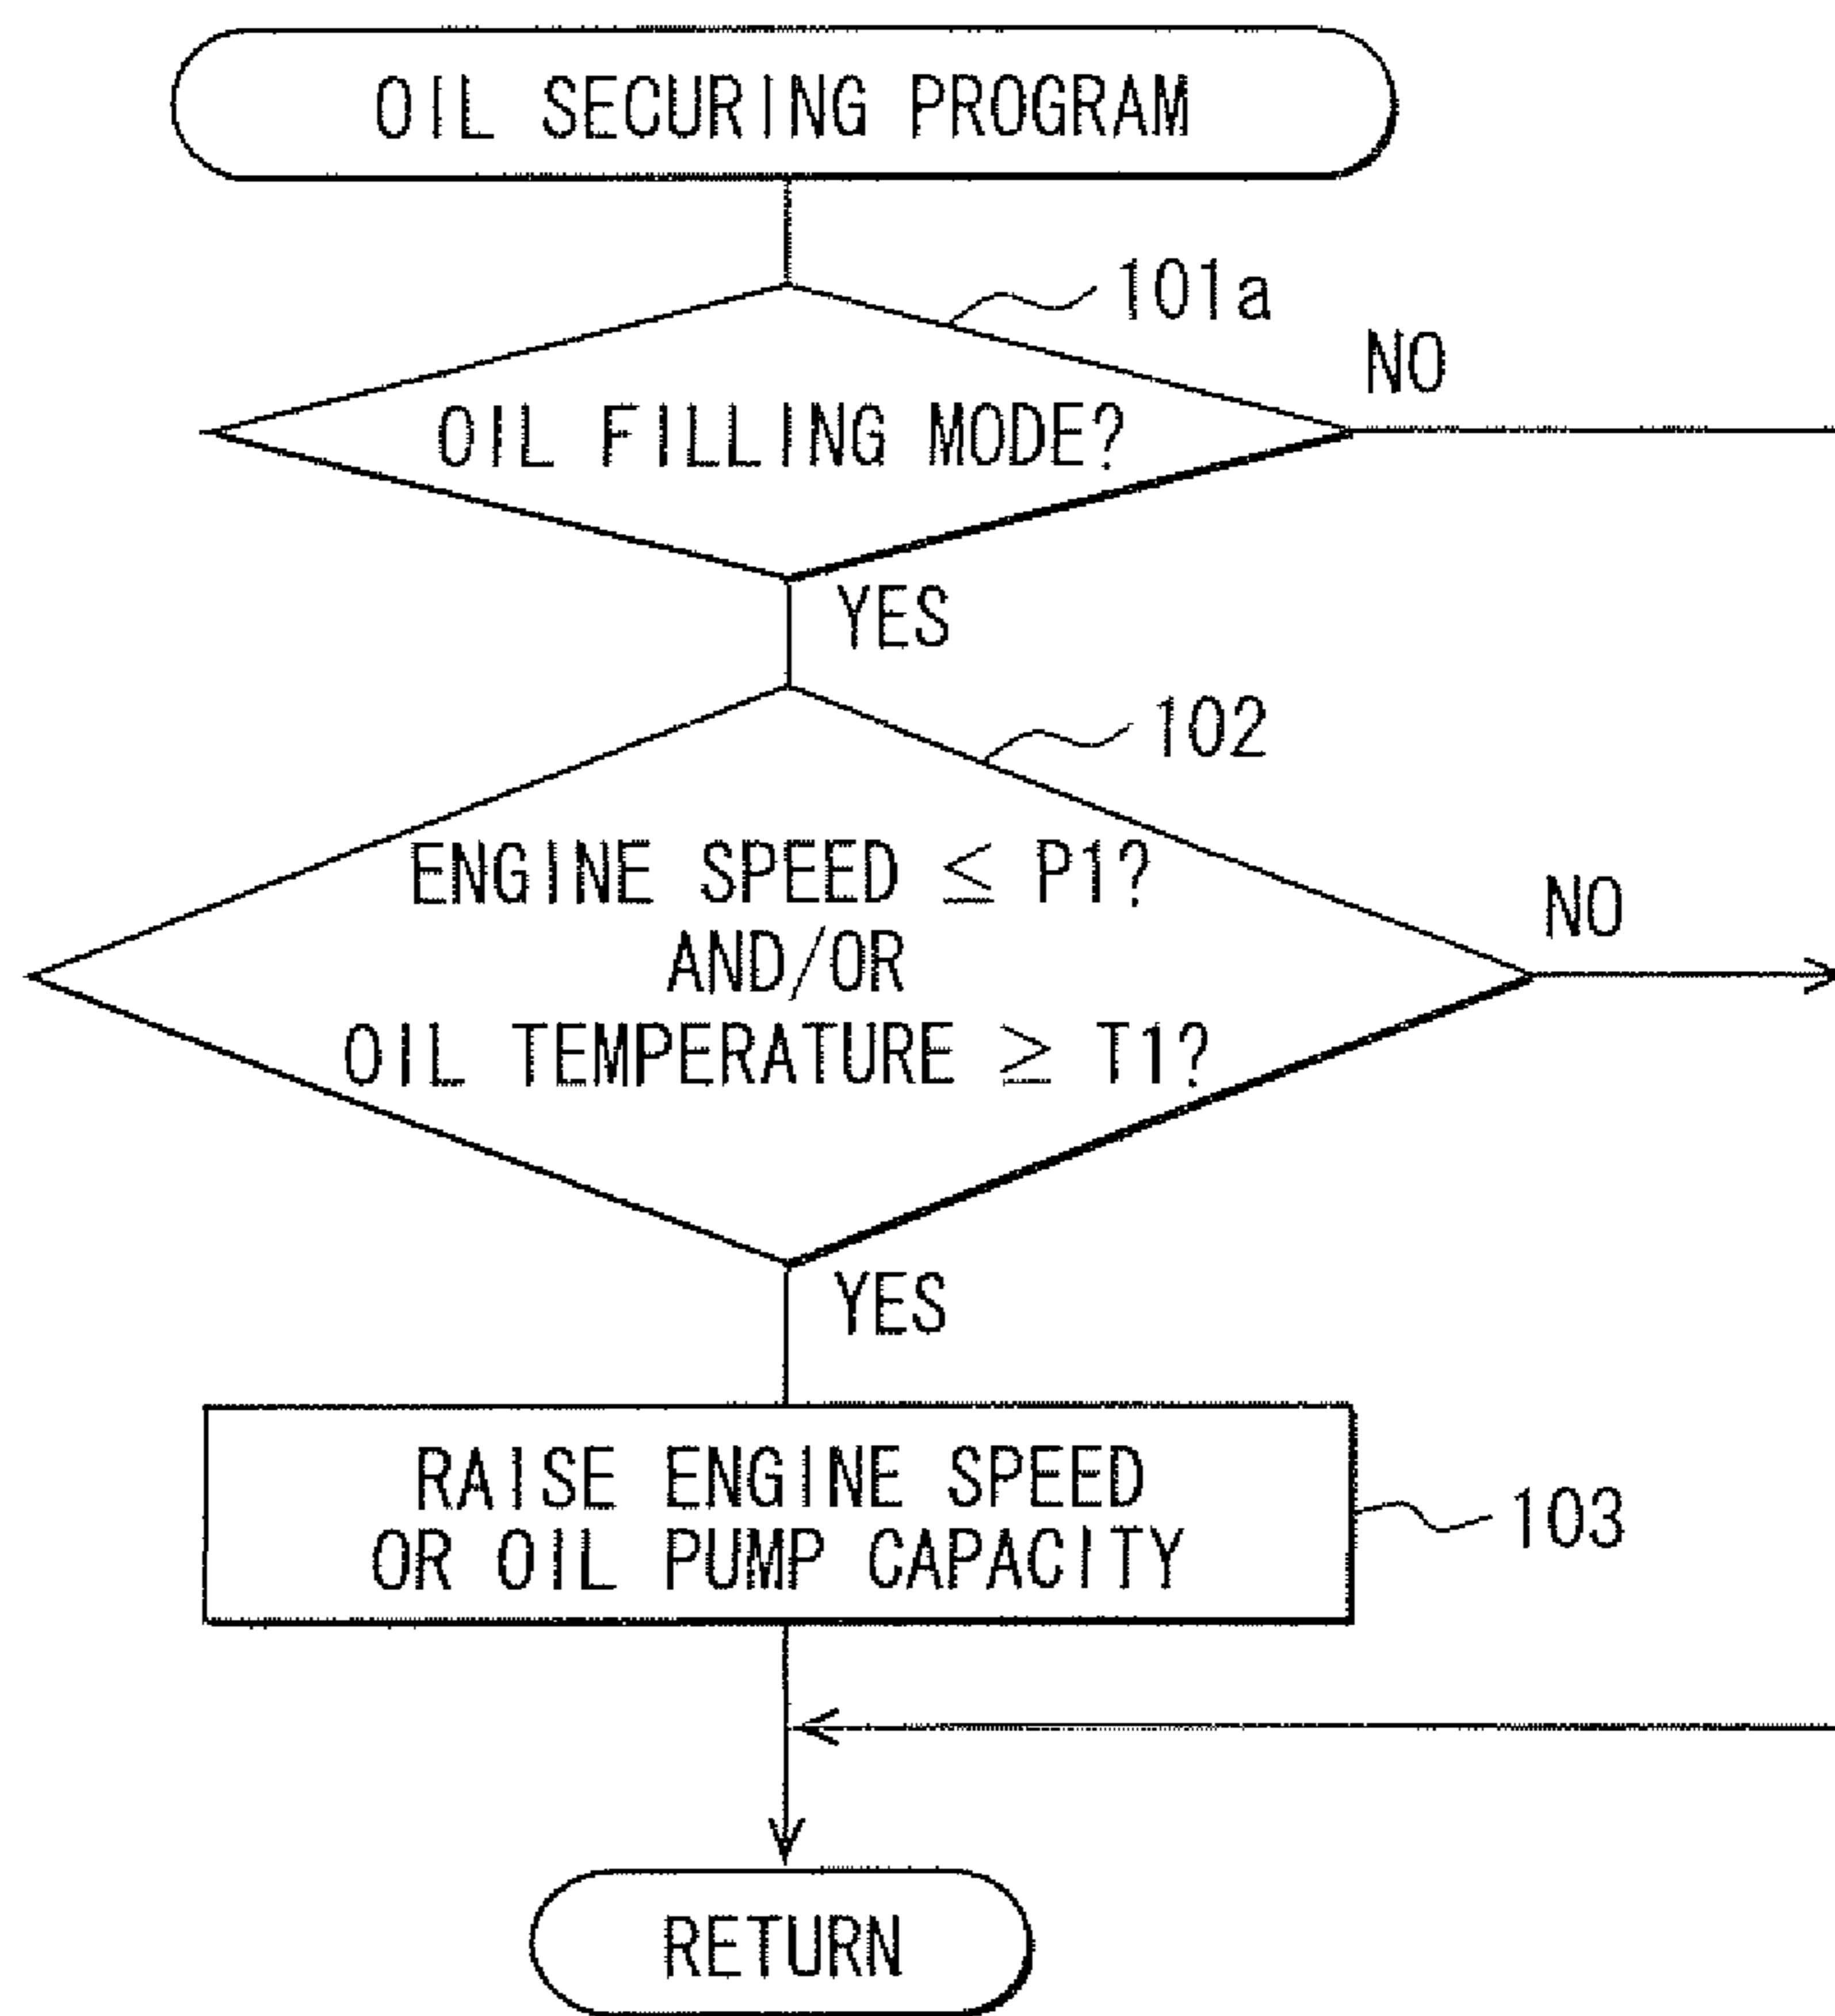 OIL SECURING PROGRAM
101a
NO
OIL FILLING MODE?
YES
102
ENGINE SPEED ≤ P1?
NO
AND/OR
OIL TEMPERATURE ≥ T1?
YES
RAISE ENGINE SPEED
OR OIL PUMP CAPACITY
103
RETURN